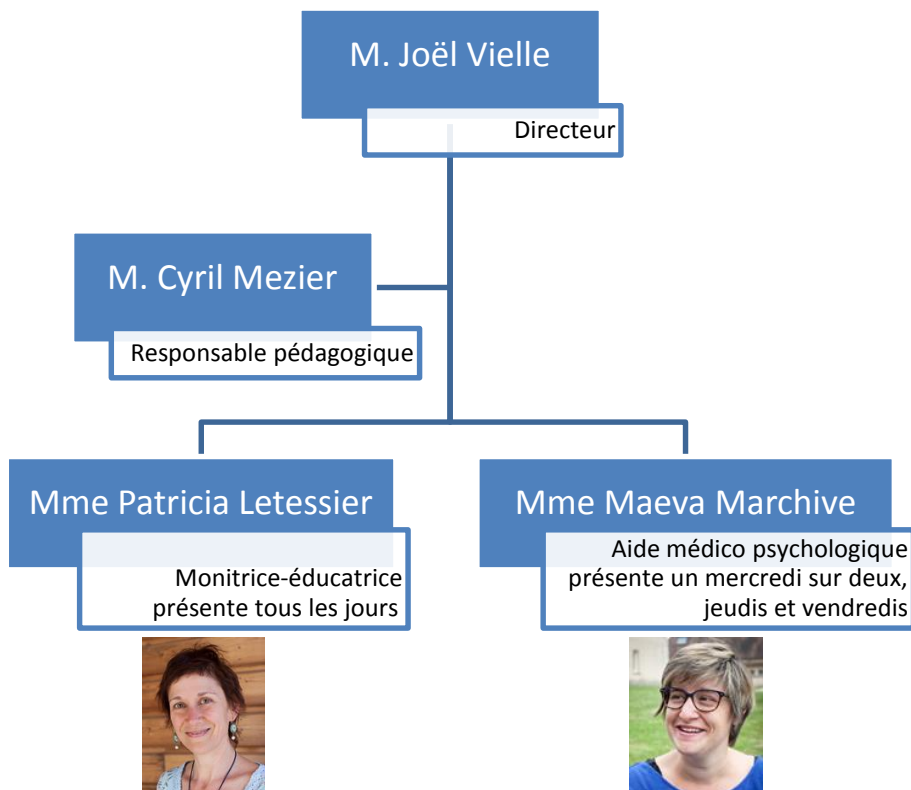 M. Joël Vielle
Directeur
M. Cyril Mezier
Responsable pédagogique
Mme Patricia Letessier
Monitrice-éducatrice
présente tous les jours
Mme Maeva Marchive
Aide médico psychologique
présente un mercredi sur deux,
jeudis et vendredis